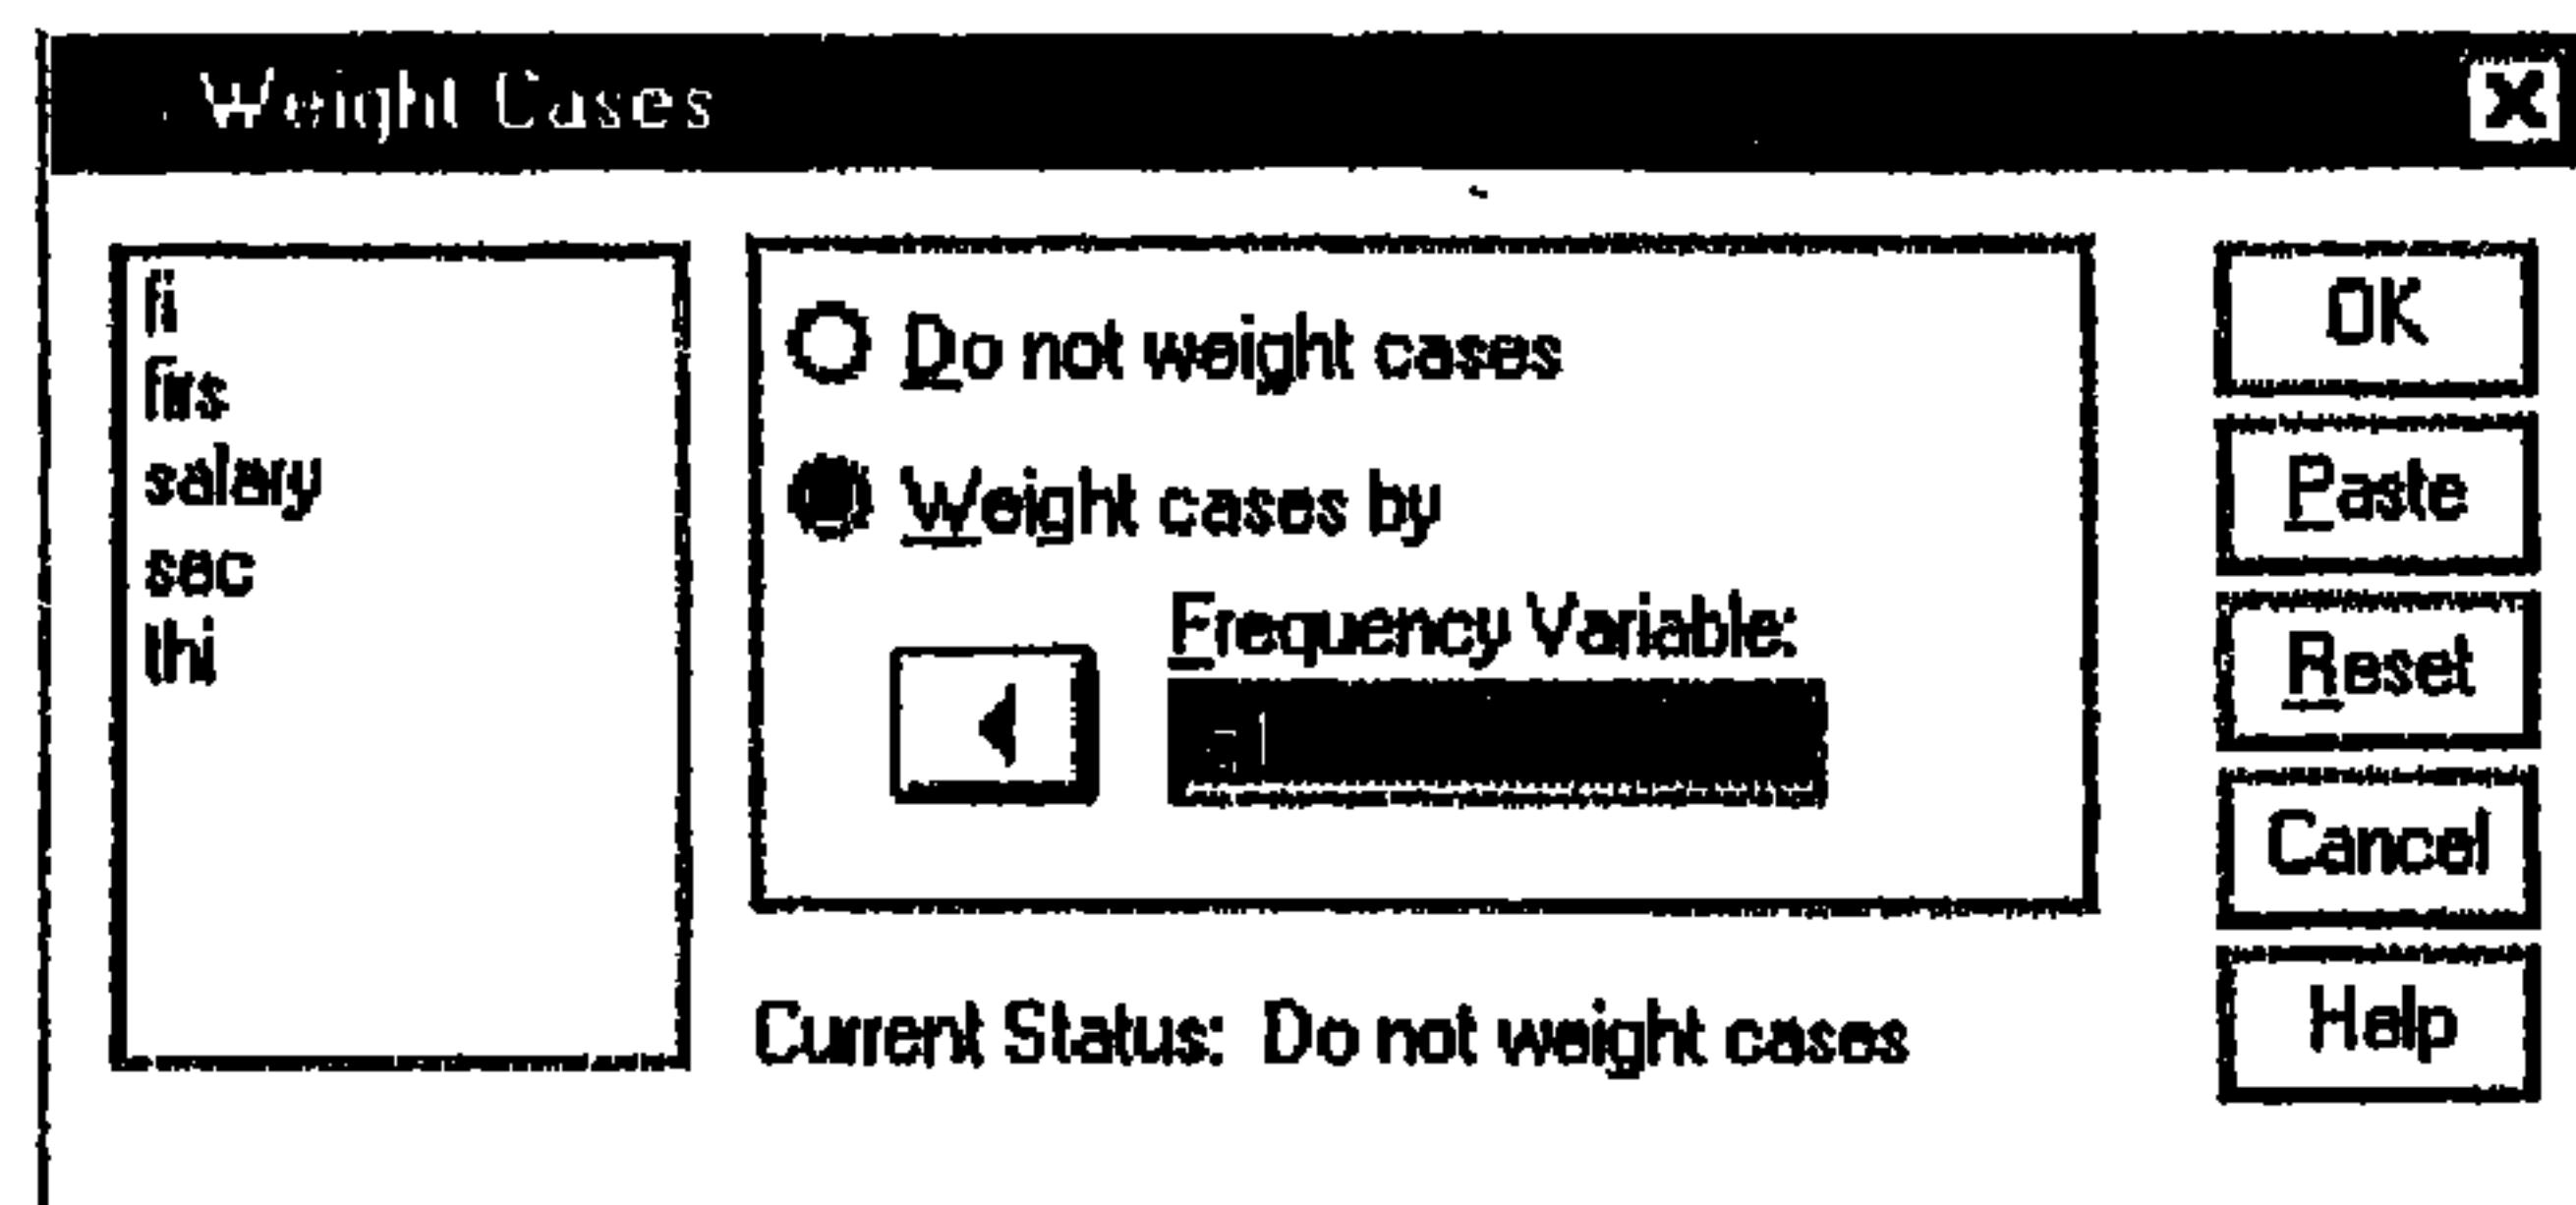 Weight Cases
fi
firs
salary
sec
thi
Do not weight cases
Weight cases by
Frequency Variable:
Current Status: Do not weight cases
OK
Paste
Reset
Cancel
Help